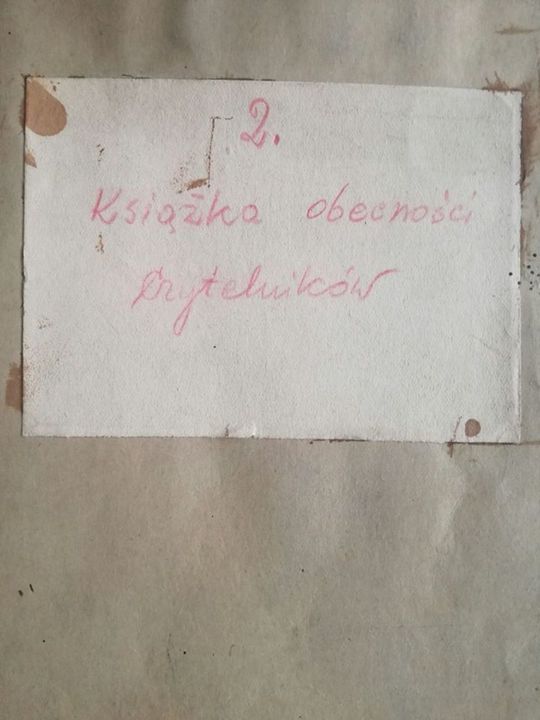 2.
Książka obecności
Czytelników